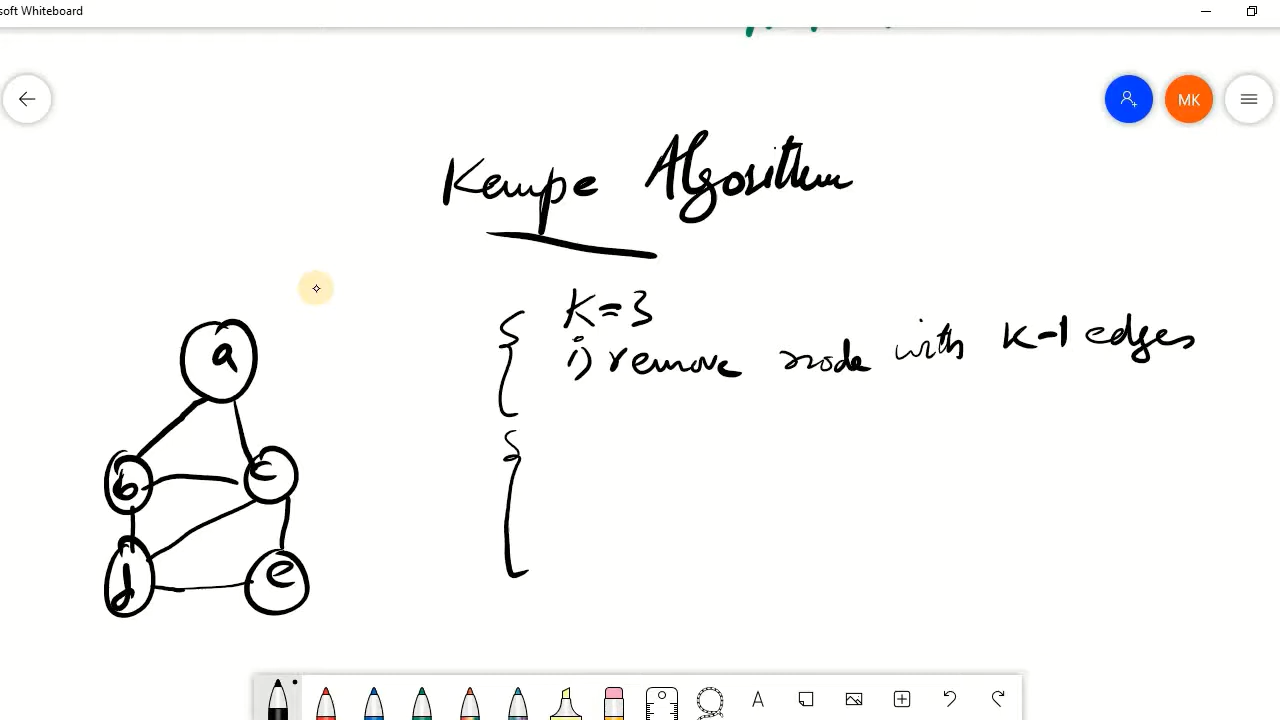 soft Whiteboard
MK
Kempe Algorithm
K=3
i) remove node with K-1 edges
a
b c
d e
A